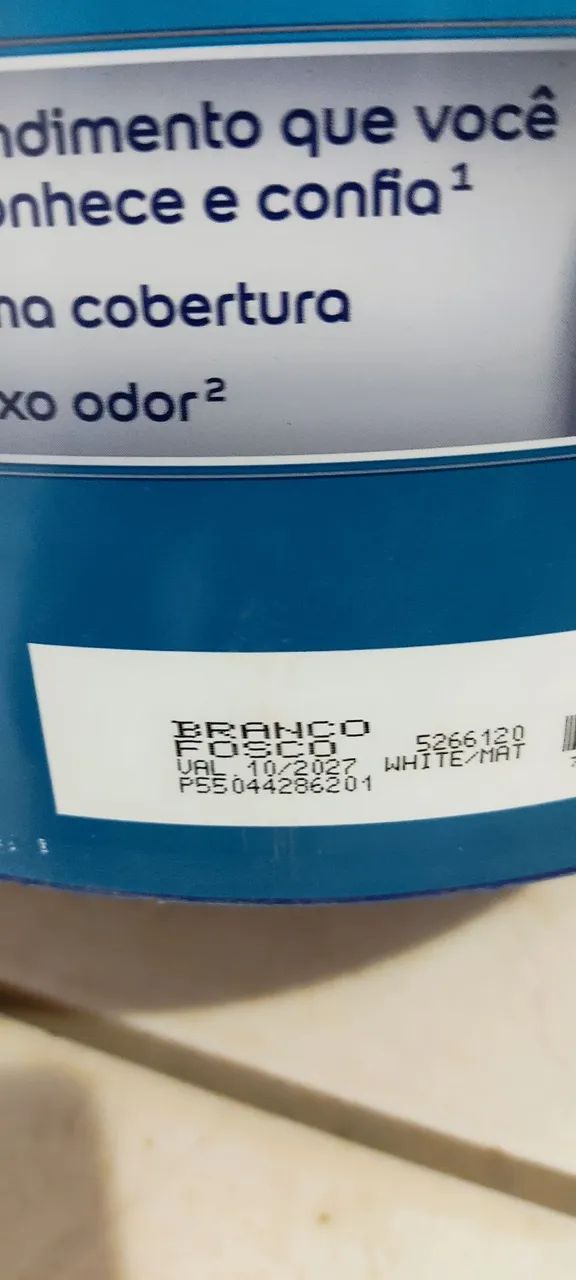 ndimento que você
onhece e confia¹
na cobertura
xo odor²
BRANCO
FOSCO 5266120
VAL. 10/2027 WHITE/MAT
P55044286201